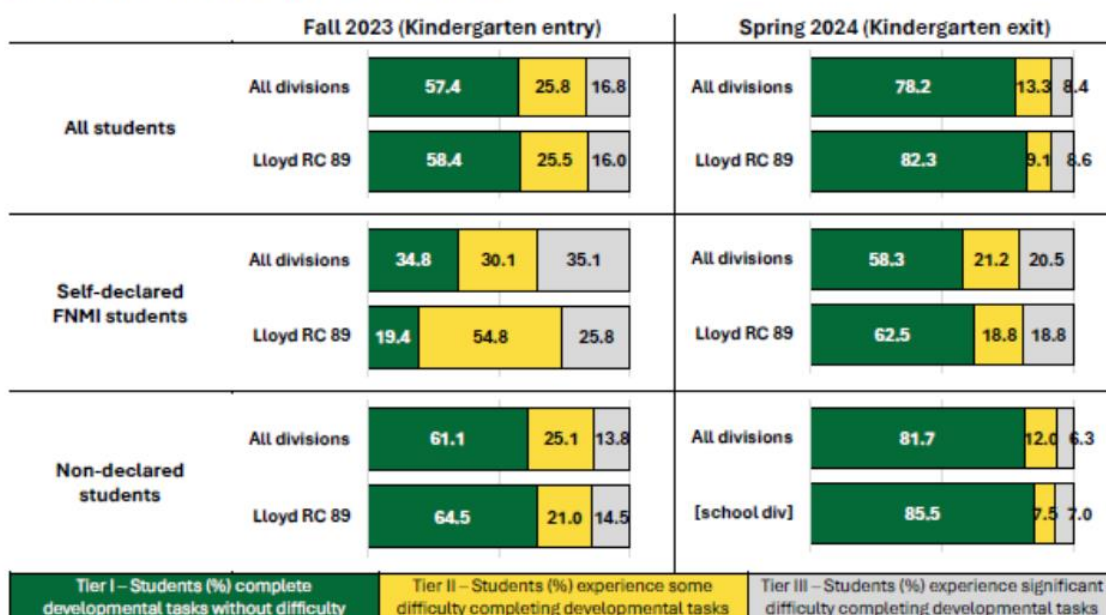 Fall 2023 (Kindergarten entry) Spring 2024 (Kindergarten exit)
All students
All divisions 57.4 25.8 16.8 All divisions 78.2 13.3 8.4
Lloyd RC 89 58.4 25.5 16.0 Lloyd RC 89 82.3 9.1 8.6
Self-declared
FNMI students
All divisions 34.8 30.1 35.1 All divisions 58.3 21.2 20.5
Lloyd RC 89 19.4 54.8 25.8 Lloyd RC 89 62.5 18.8 18.8
Non-declared
students
All divisions 61.1 25.1 13.8 All divisions 81.7 12.0 6.3
Lloyd RC 89 64.5 21.0 14.5 [school div] 85.5 7.5 7.0
Tier I – Students (%) complete
developmental tasks without difficulty
Tier II – Students (%) experience some
difficulty completing developmental tasks
Tier III – Students (%) experience significant
difficulty completing developmental tasks